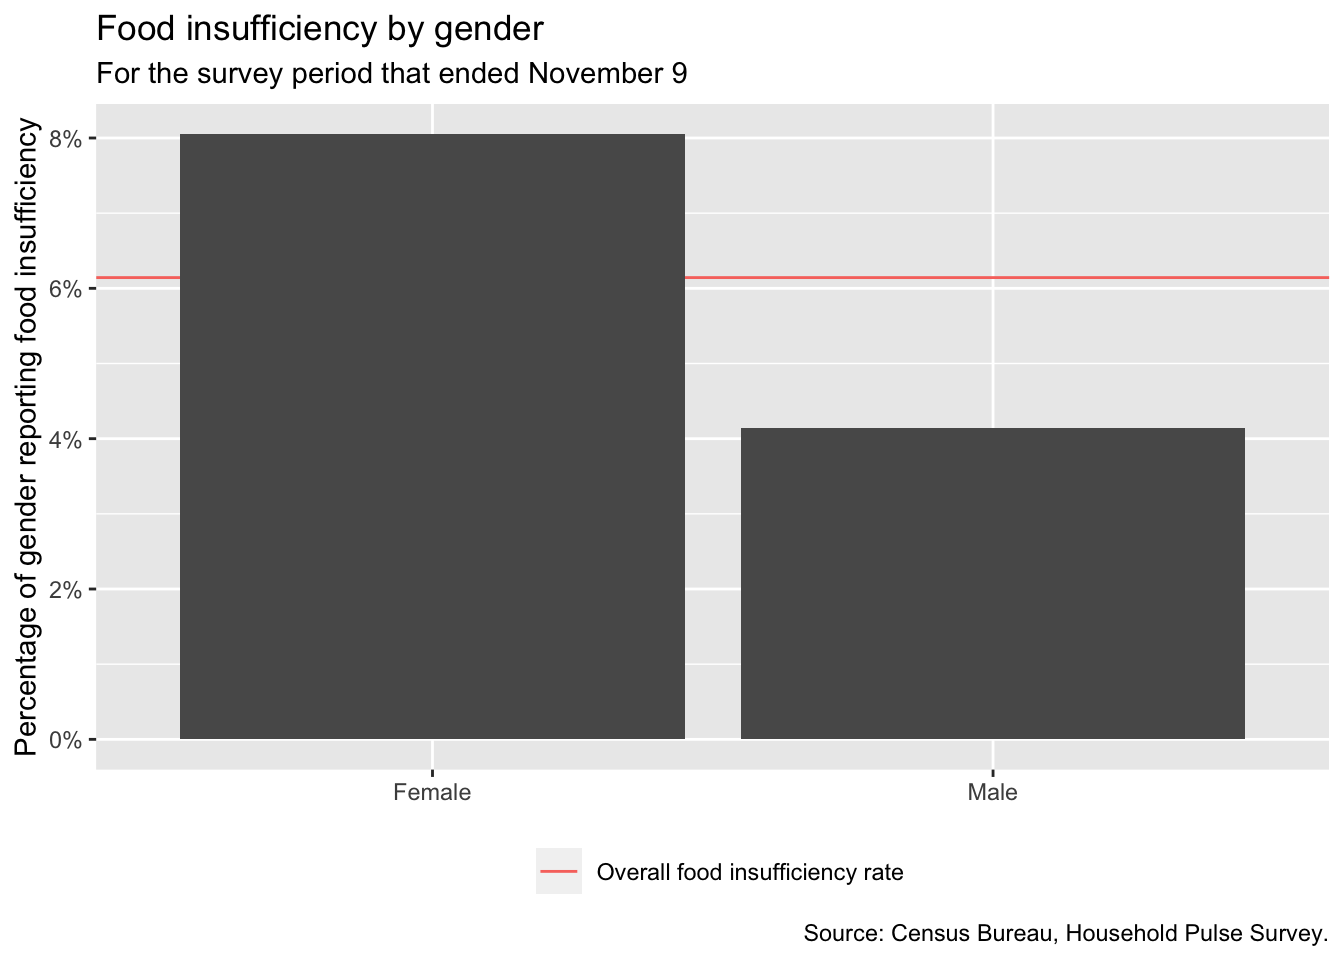 Food insufficiency by gender
For the survey period that ended November 9
Percentage of gender reporting food insufficiency
8%
6%
4%
2%
0%
Female
Male
Overall food insufficiency rate
Source: Census Bureau, Household Pulse Survey.